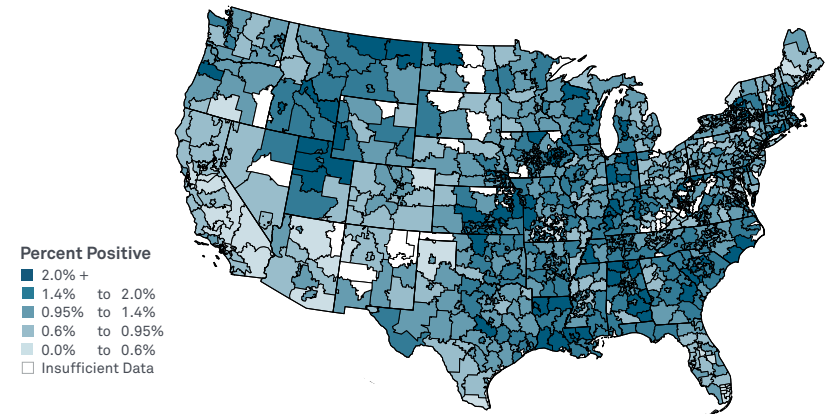 Percent Positive
2.0% +
1.4% to 2.0%
0.95% to 1.4%
0.6% to 0.95%
0.0% to 0.6%
Insufficient Data